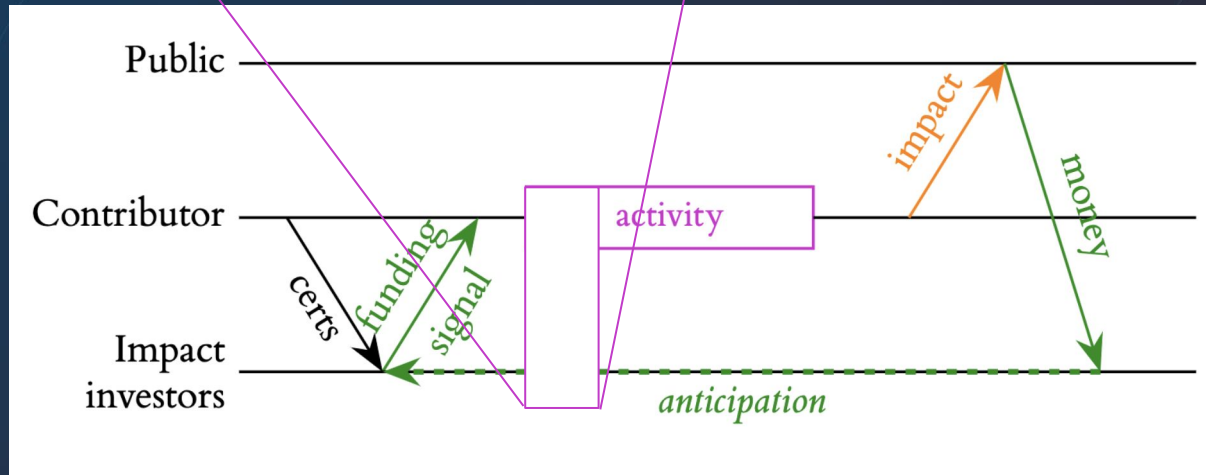 Public
impact
money
Contributor
activity
certs
funding
signal
Impact
investors
anticipation